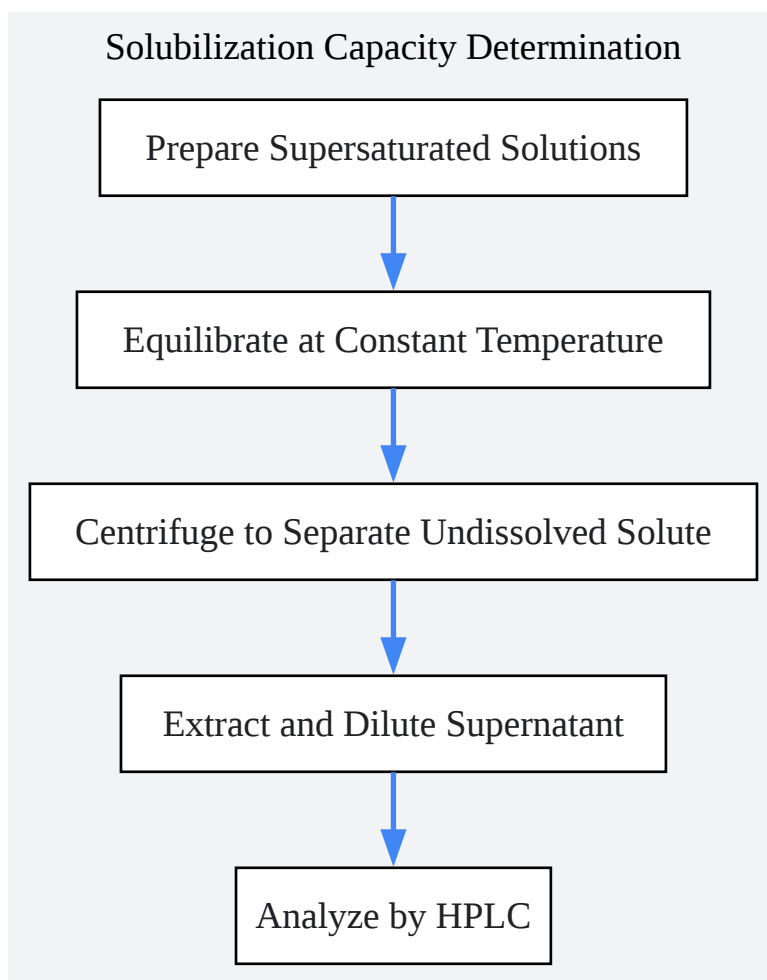 Solubilization Capacity Determination
Prepare Supersaturated Solutions
Equilibrate at Constant Temperature
Centrifuge to Separate Undissolved Solute
Extract and Dilute Supernatant
Analyze by HPLC